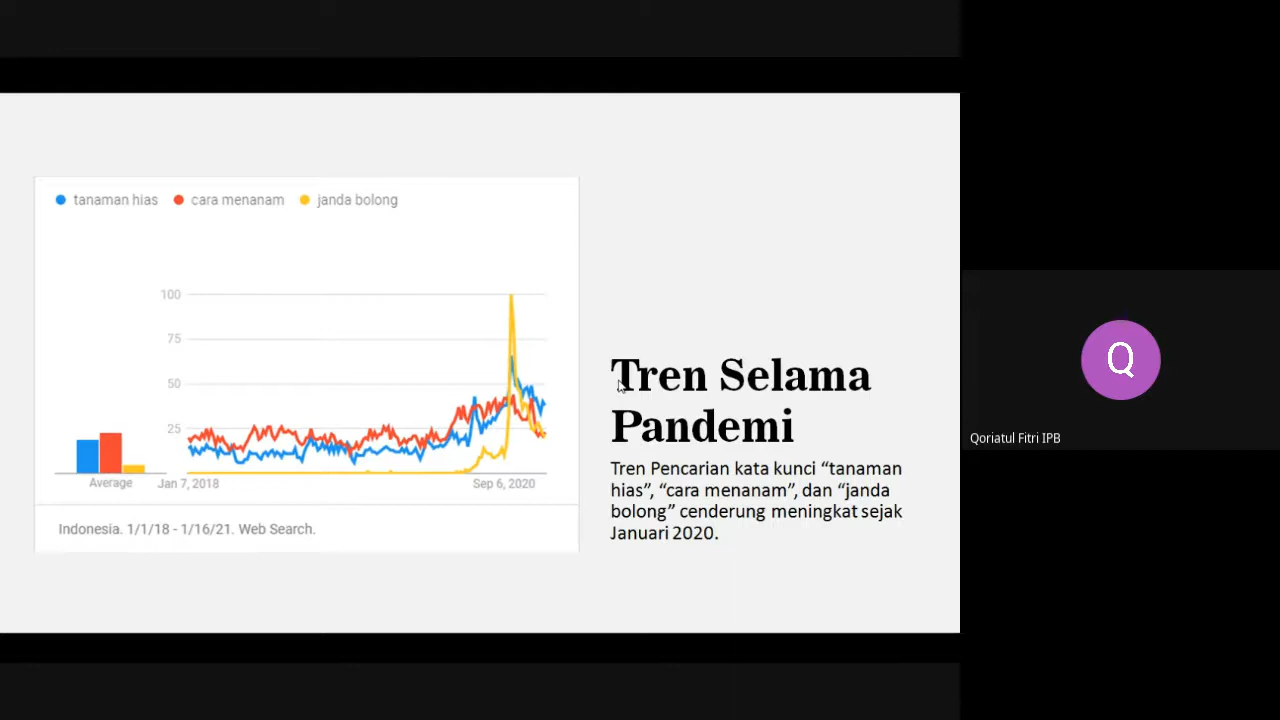 tanaman hias cara menanam janda bolong
100
75
50
25
Average
Jan 7, 2018
Sep 6, 2020
Indonesia. 1/1/18 - 1/16/21. Web Search.
Tren Selama
Pandemi
Tren Pencarian kata kunci “tanaman
hias”, “cara menanam”, dan “janda
bolong” cenderung meningkat sejak
Januari 2020.
Q
Qoriatul Fitri IPB